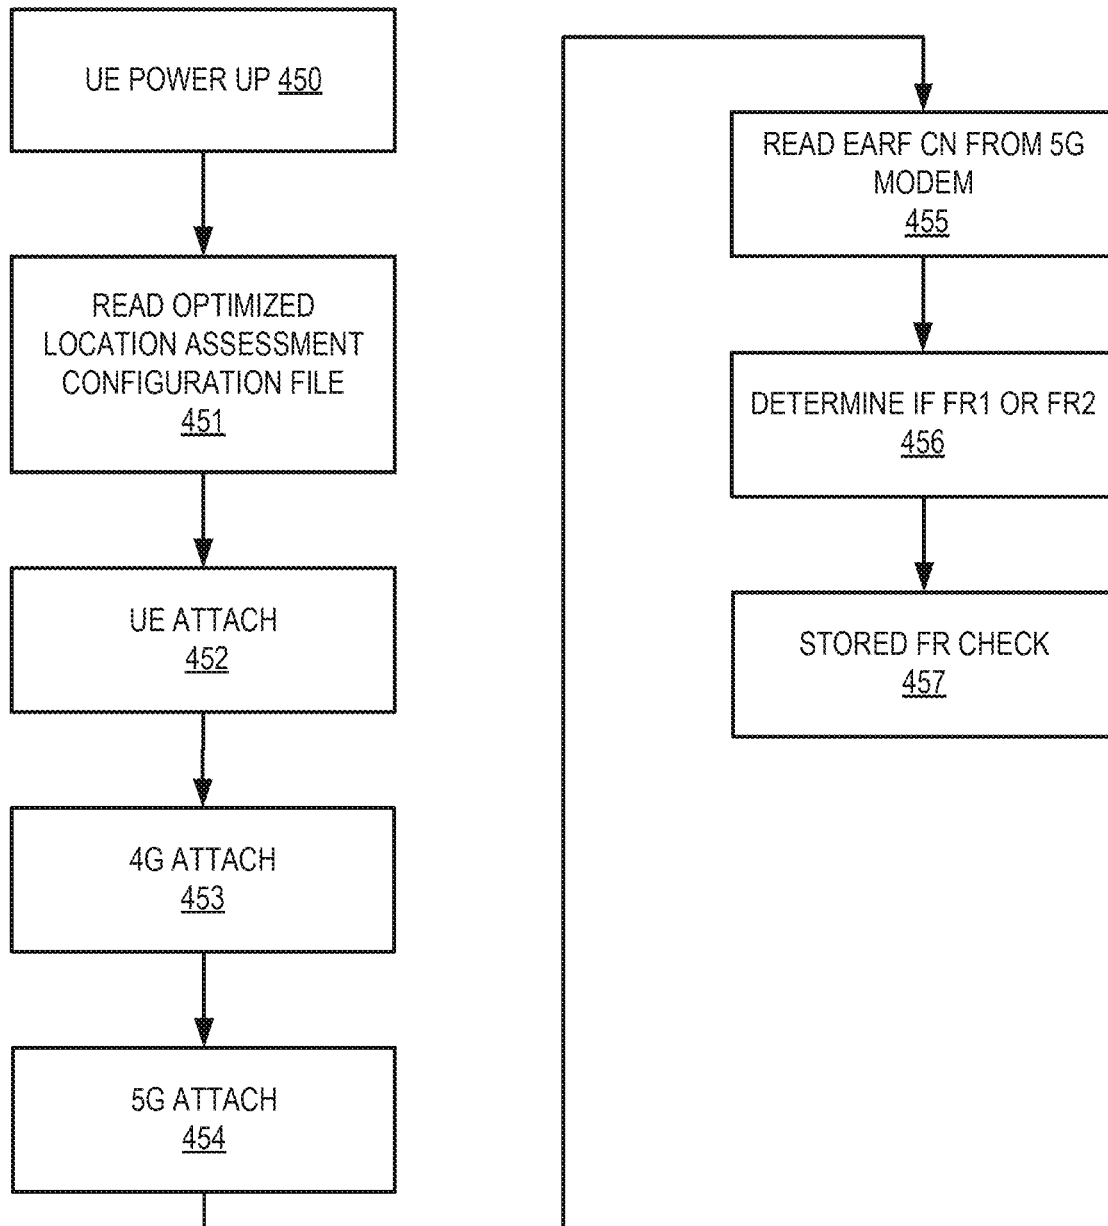 UE POWER UP 450
READ OPTIMIZED
LOCATION ASSESSMENT
CONFIGURATION FILE
451
UE ATTACH
452
4G ATTACH
453
5G ATTACH
454
READ EARF CN FROM 5G
MODEM
455
DETERMINE IF FR1 OR FR2
456
STORED FR CHECK
457